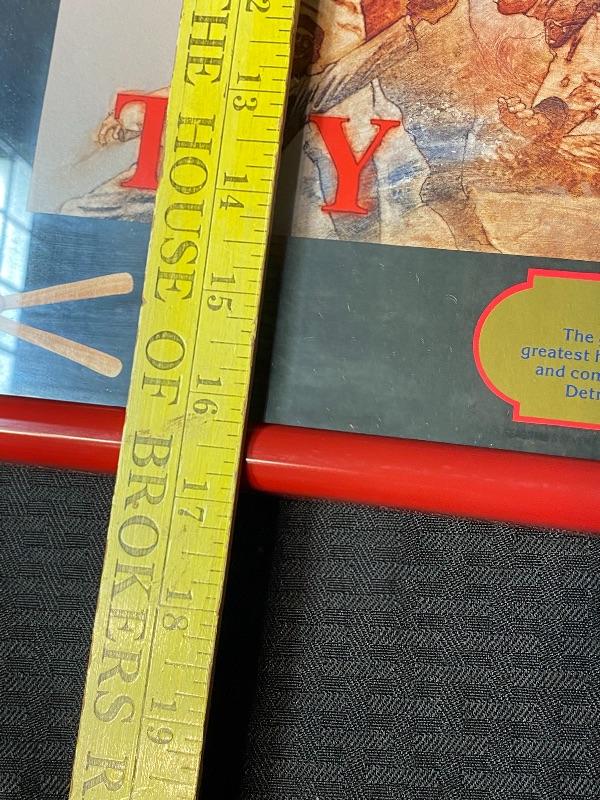 THE HOUSE OF BROKERS R
12
13
14
15
16
17
18
19
T Y
The
greatest h
and com
Detr